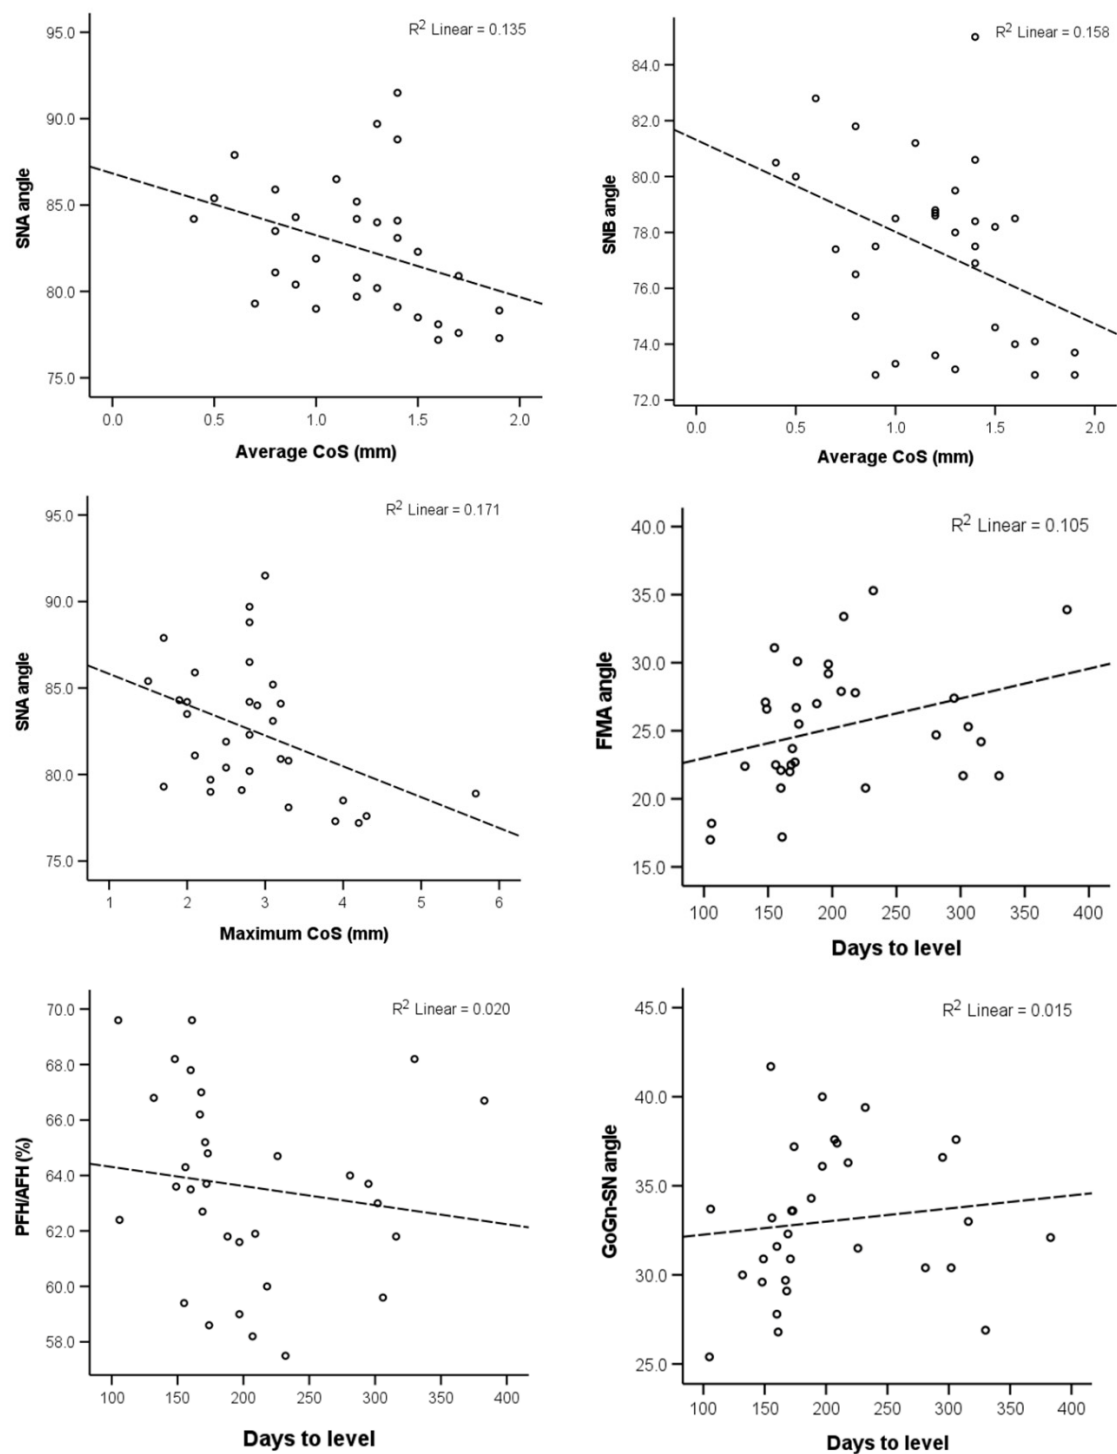 R2 Linear = 0.135
95.0
90.0
85.0
80.0
75.0
SNA angle
0.0 0.5 1.0 1.5 2.0
Average CoS (mm)
R2 Linear = 0.158
84.0
82.0
80.0
78.0
76.0
74.0
72.0
SNB angle
0.0 0.5 1.0 1.5 2.0
Average CoS (mm)
R2 Linear = 0.171
95.0
90.0
85.0
80.0
75.0
SNA angle
1 2 3 4 5 6
Maximum CoS (mm)
R2 Linear = 0.105
40.0
35.0
30.0
25.0
20.0
15.0
FMA angle
100 150 200 250 300 350 400
Days to level
R2 Linear = 0.020
70.0
68.0
66.0
64.0
62.0
60.0
58.0
PFH/AFH (%)
100 150 200 250 300 350 400
Days to level
R2 Linear = 0.015
45.0
40.0
35.0
30.0
25.0
GoGn-SN angle
100 150 200 250 300 350 400
Days to level